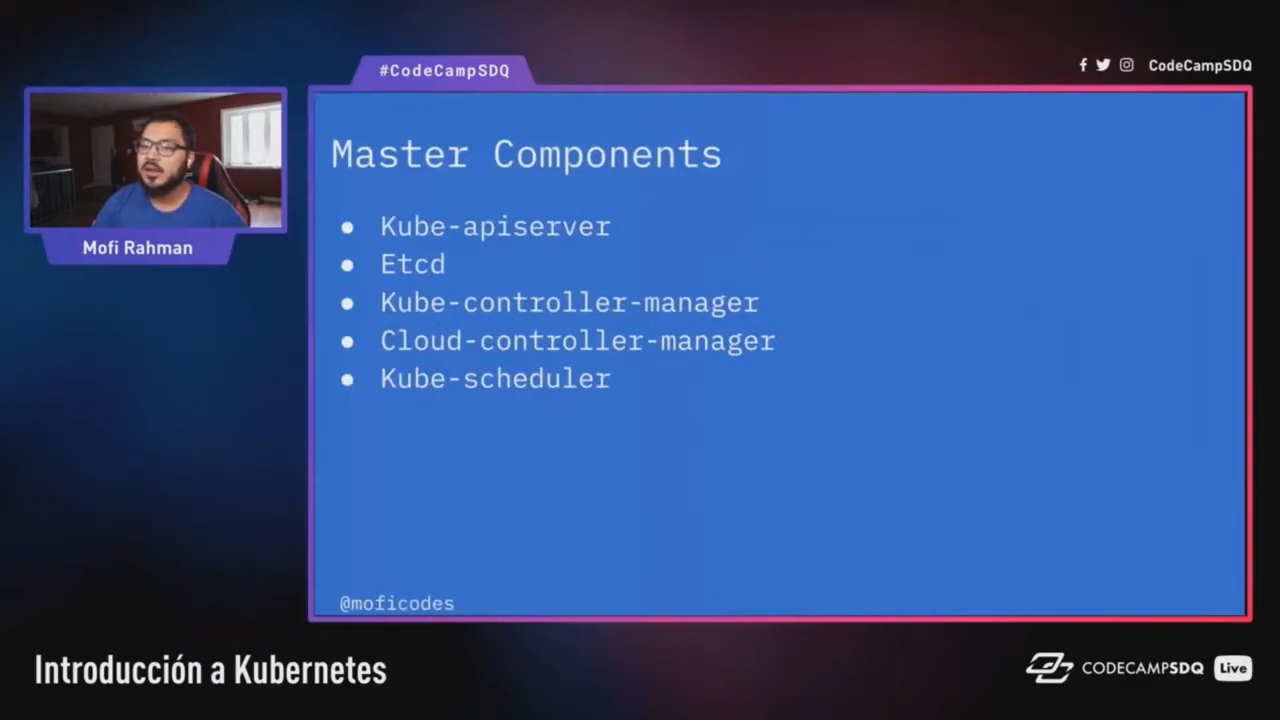 #CodeCampSDQ
CodeCampSDQ
Mofi Rahman
Master Components
● Kube-apiserver
● Etcd
● Kube-controller-manager
● Cloud-controller-manager
● Kube-scheduler
@moficodes
Introducción a Kubernetes
CODECAMPSDQ Live